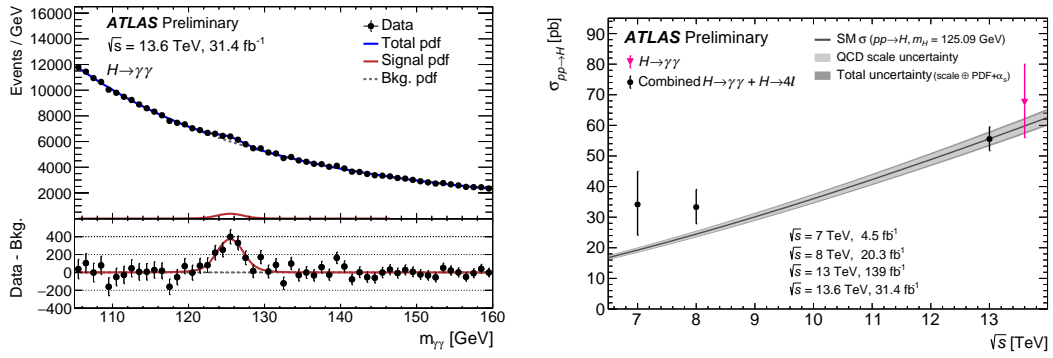 ATLAS Preliminary
√s = 13.6 TeV, 31.4 fb⁻¹
H→γγ
Data
Total pdf
Signal pdf
Bkg. pdf
Events / GeV
16000
14000
12000
10000
8000
6000
4000
2000
Data - Bkg.
400
200
0
−200
−400
110 120 130 140 150 160
m_γγ [GeV]
ATLAS Preliminary
H→γγ
Combined H→γγ + H→4l
SM σ (pp→H, m_H = 125.09 GeV)
QCD scale uncertainty
Total uncertainty (scale ⊕ PDF+α_s)
σ_pp→H [pb]
90
80
70
60
50
40
30
20
10
0
√s = 7 TeV, 4.5 fb⁻¹
√s = 8 TeV, 20.3 fb⁻¹
√s = 13 TeV, 139 fb⁻¹
√s = 13.6 TeV, 31.4 fb⁻¹
7 8 9 10 11 12 13
√s [TeV]